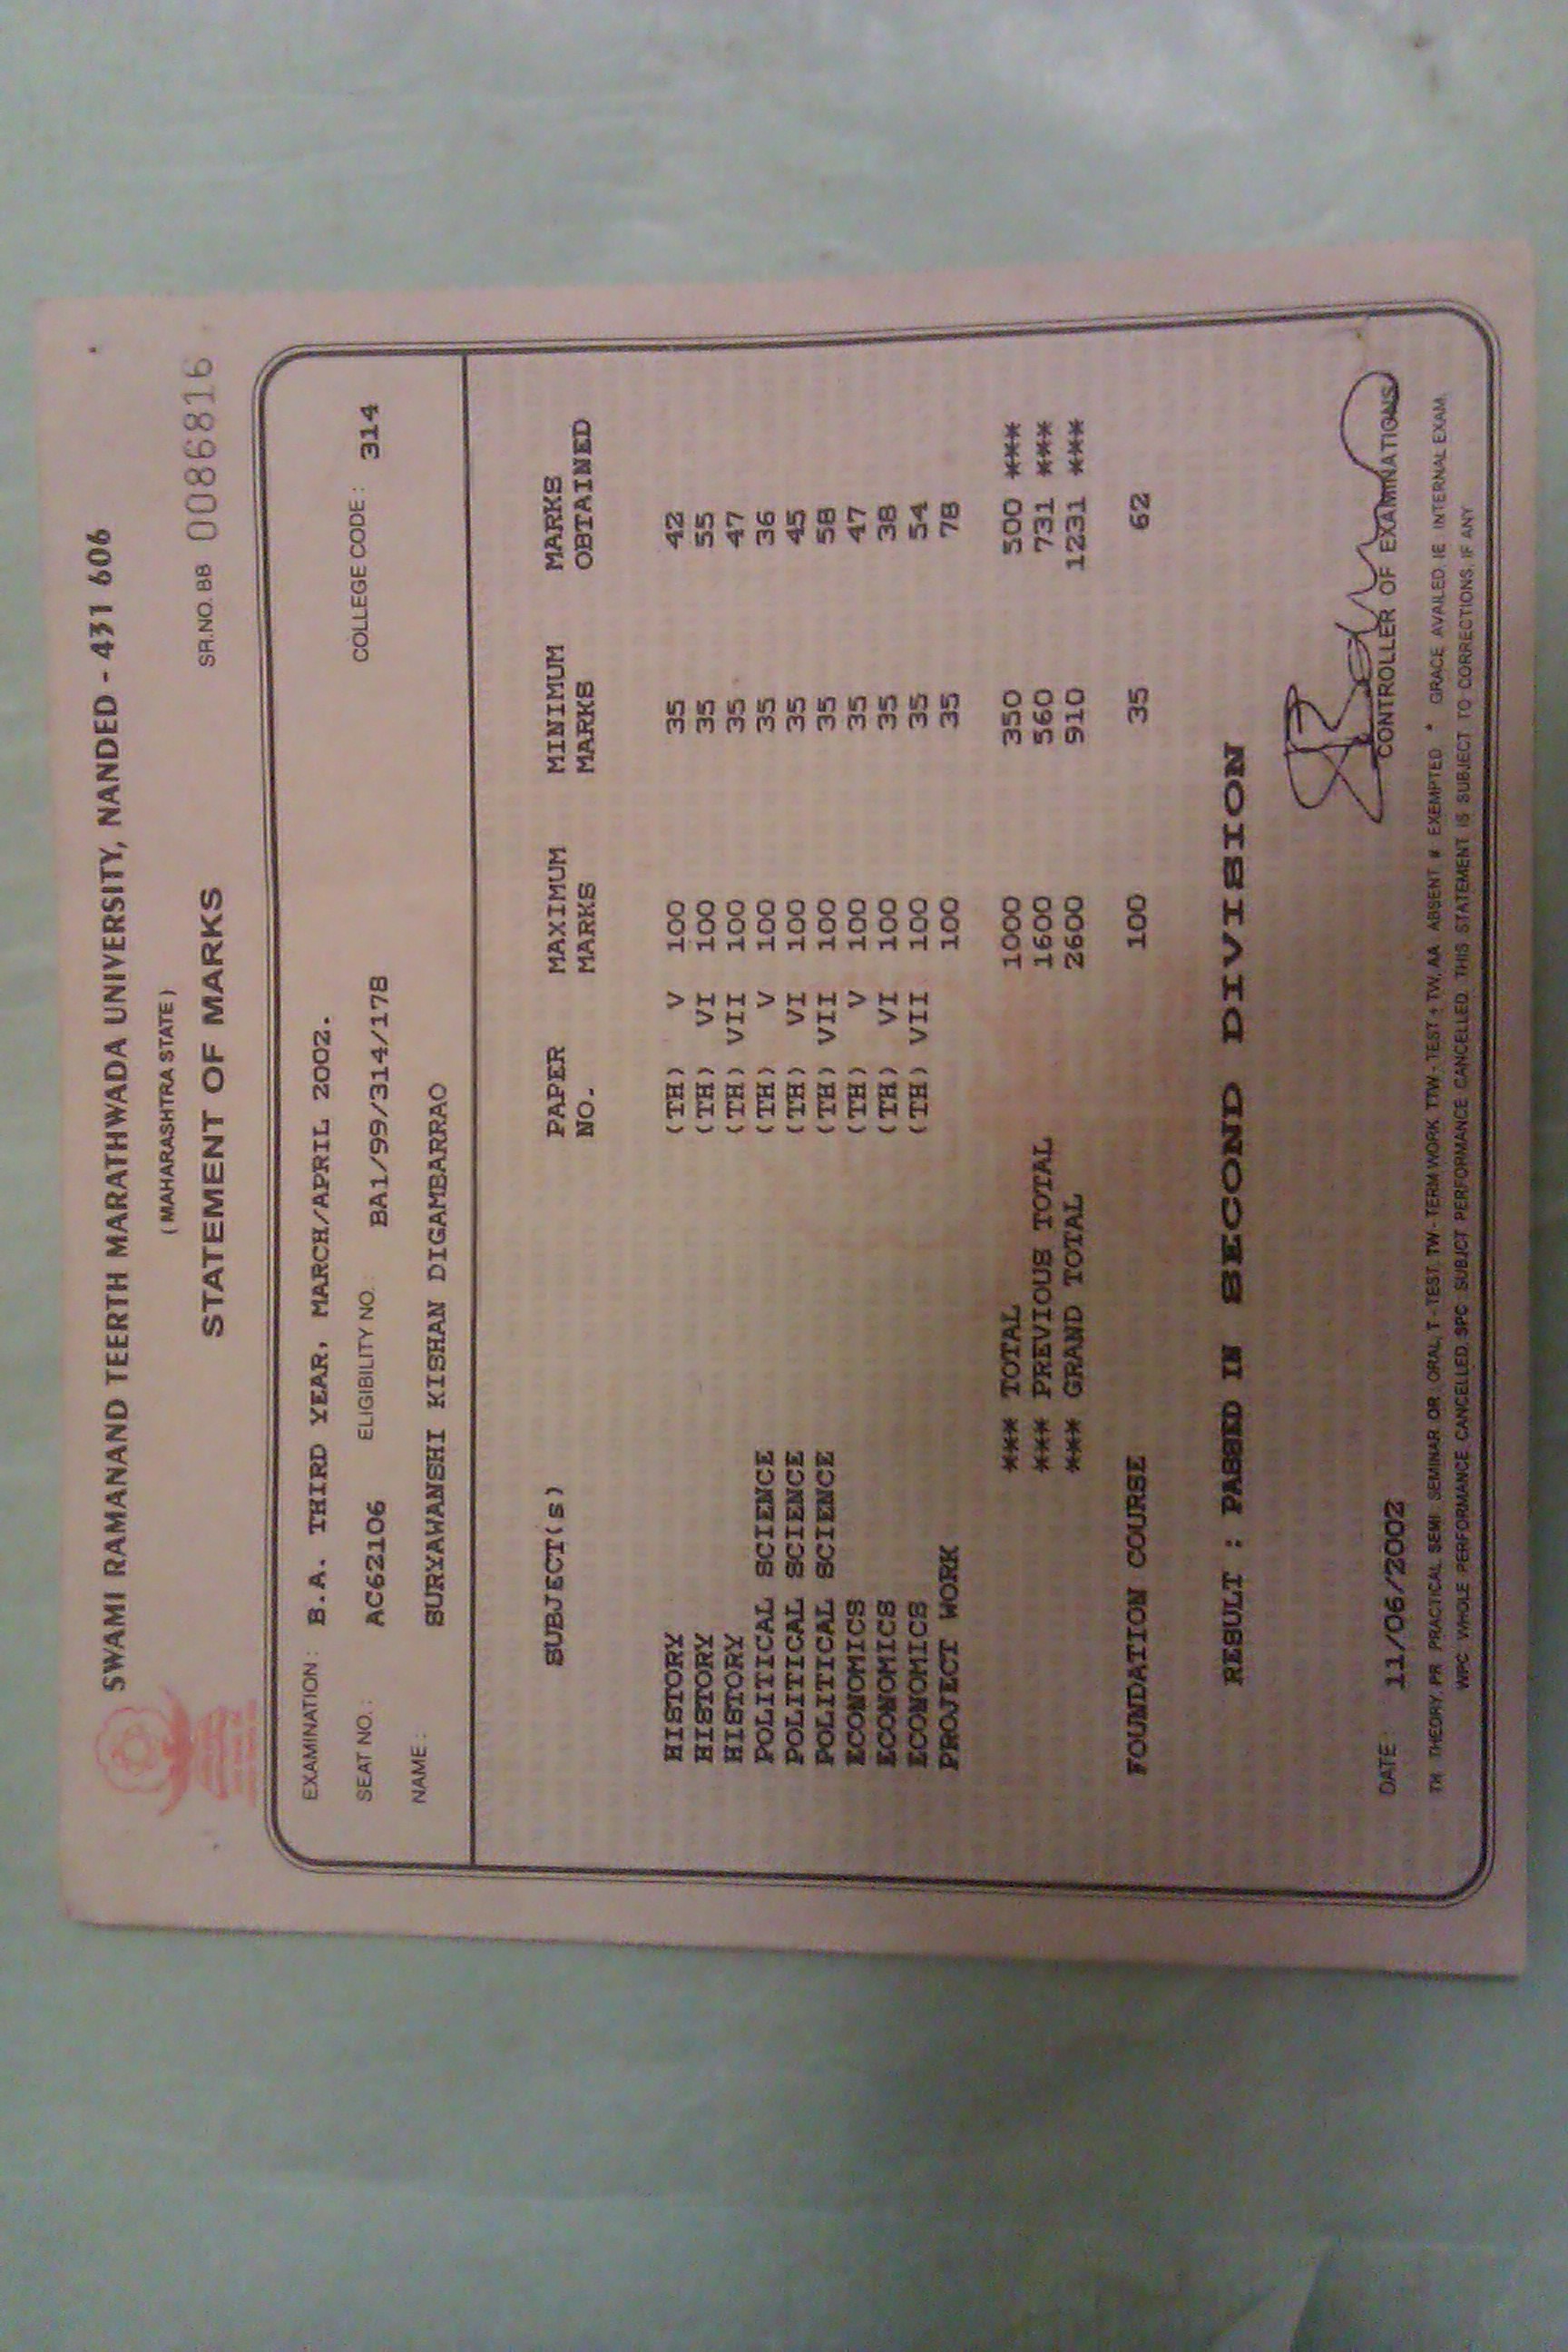 SWAMI RAMANAND TEERTH MARATHWADA UNIVERSITY, NANDED - 431 606
( MAHARASHTRA STATE )
STATEMENT OF MARKS SR.NO. BB 0086816
EXAMINATION : B.A. THIRD YEAR, MARCH/APRIL 2002.
SEAT NO. : AC62106 ELIGIBILITY NO. BA1/99/314/178 COLLEGE CODE : 314
NAME : SURYAWANSHI KISHAN DIGAMBARRAO
SUBJECT(s) PAPER MAXIMUM MINIMUM MARKS
NO. MARKS MARKS OBTAINED
HISTORY (TH) V 100 35 42
HISTORY (TH) VI 100 35 55
HISTORY (TH) VII 100 35 47
POLITICAL SCIENCE (TH) V 100 35 36
POLITICAL SCIENCE (TH) VI 100 35 45
POLITICAL SCIENCE (TH) VII 100 35 58
ECONOMICS (TH) V 100 35 47
ECONOMICS (TH) VI 100 35 38
ECONOMICS (TH) VII 100 35 54
PROJECT WORK 100 35 78
*** TOTAL 1000 350 500 ***
*** PREVIOUS TOTAL 1600 560 731 ***
*** GRAND TOTAL 2600 910 1231 ***
FOUNDATION COURSE 100 35 62
RESULT : PASSED IN SECOND DIVISION
DATE : 11/06/2002 CONTROLLER OF EXAMINATIONS
TH THEORY, PR PRACTICAL SEMI SEMINAR OR ORAL, T - TEST, TW - TERM WORK TTW - TEST + TW, AA ABSENT # EXEMPTED * GRACE AVAILED, IE INTERNAL EXAM.
WPC WHOLE PERFORMANCE CANCELLED, SPC SUBJCT PERFORMANCE CANCELLED, THIS STATEMENT IS SUBJECT TO CORRECTIONS, IF ANY